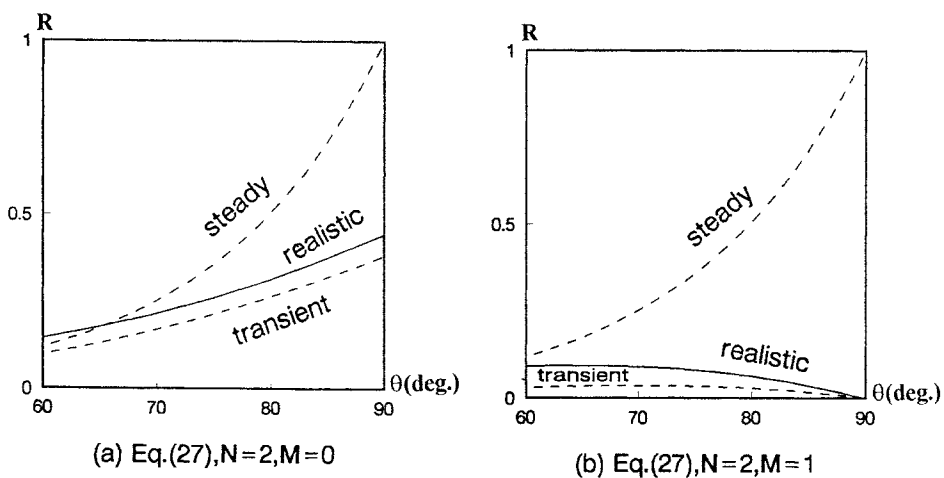 R
1
steady
0.5
realistic
transient
0
θ(deg.)
60
70
80
90
(a) Eq.(27),N=2,M=0
R
1
0.5
steady
realistic
transient
0
θ(deg.)
60
70
80
90
(b) Eq.(27),N=2,M=1